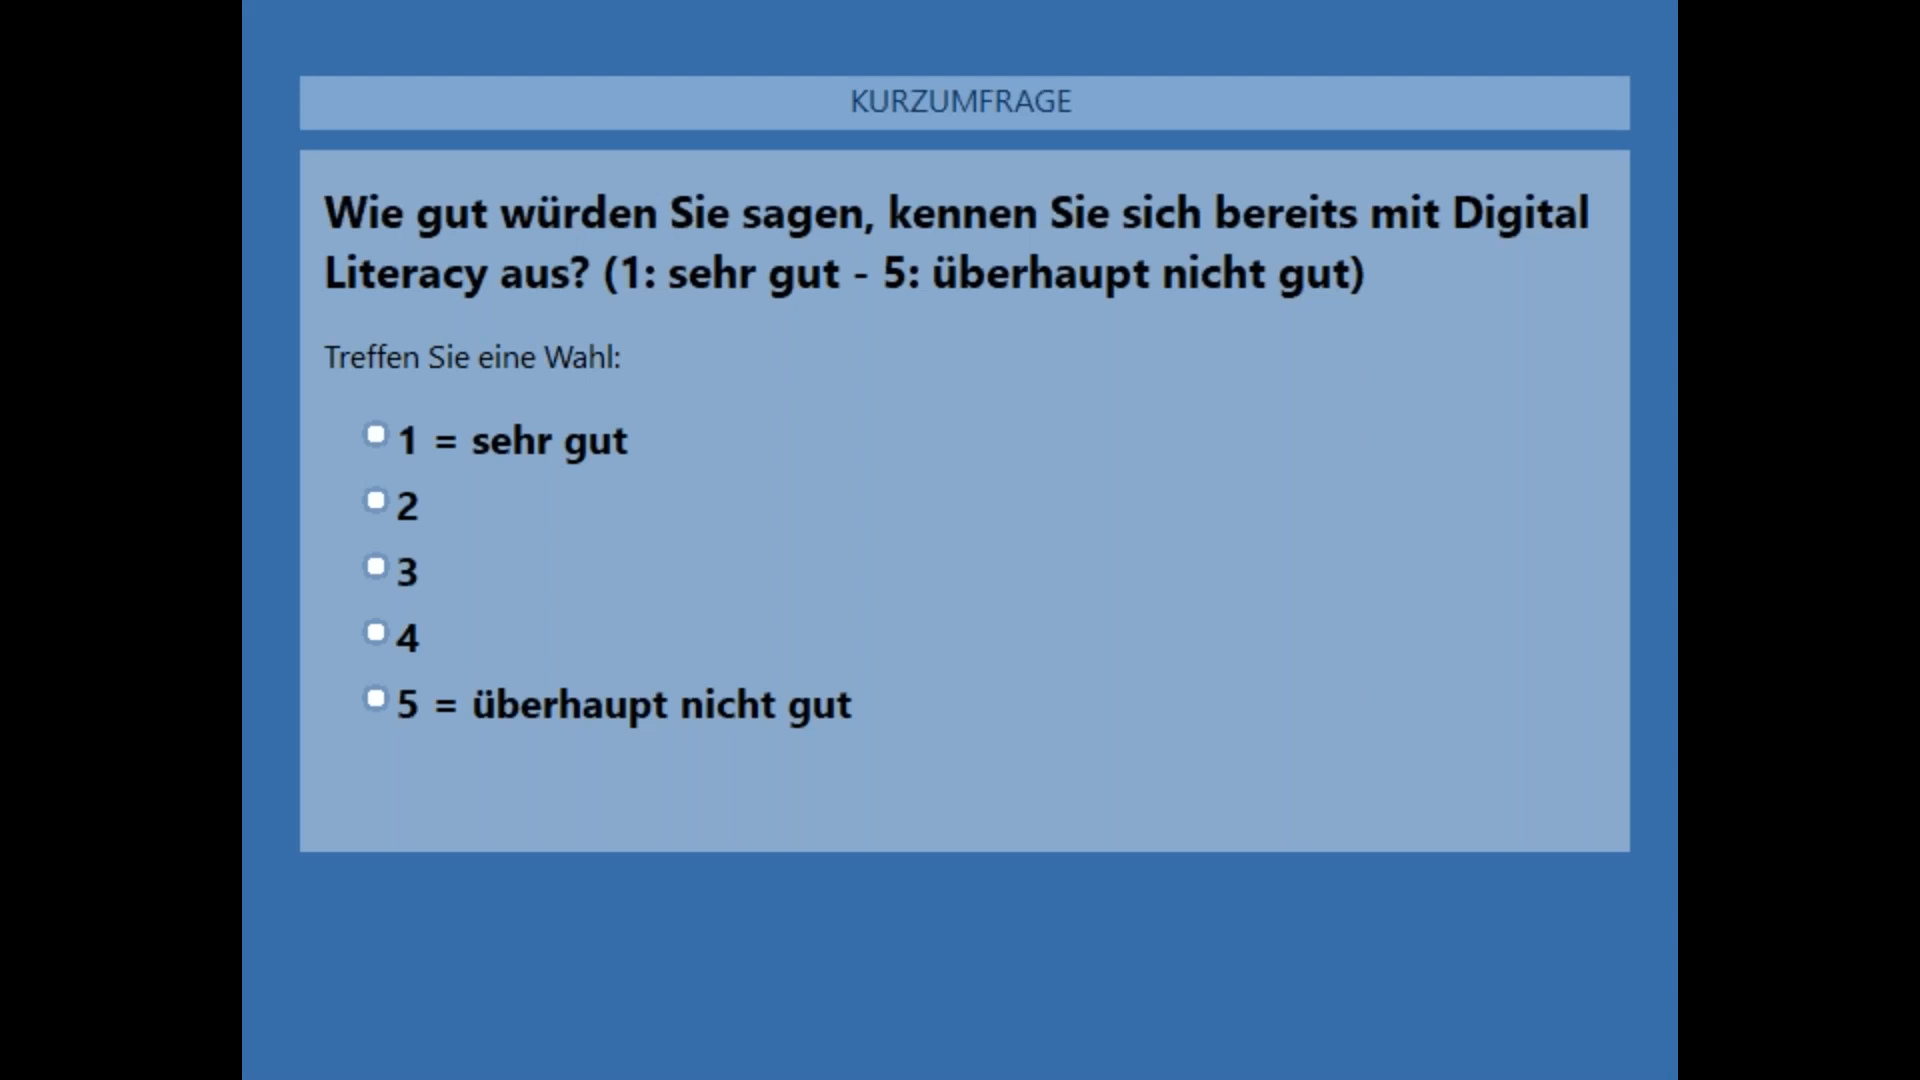 KURZUMFRAGE
Wie gut würden Sie sagen, kennen Sie sich bereits mit Digital
Literacy aus? (1: sehr gut - 5: überhaupt nicht gut)
Treffen Sie eine Wahl:
1 = sehr gut
2
3
4
5 = überhaupt nicht gut